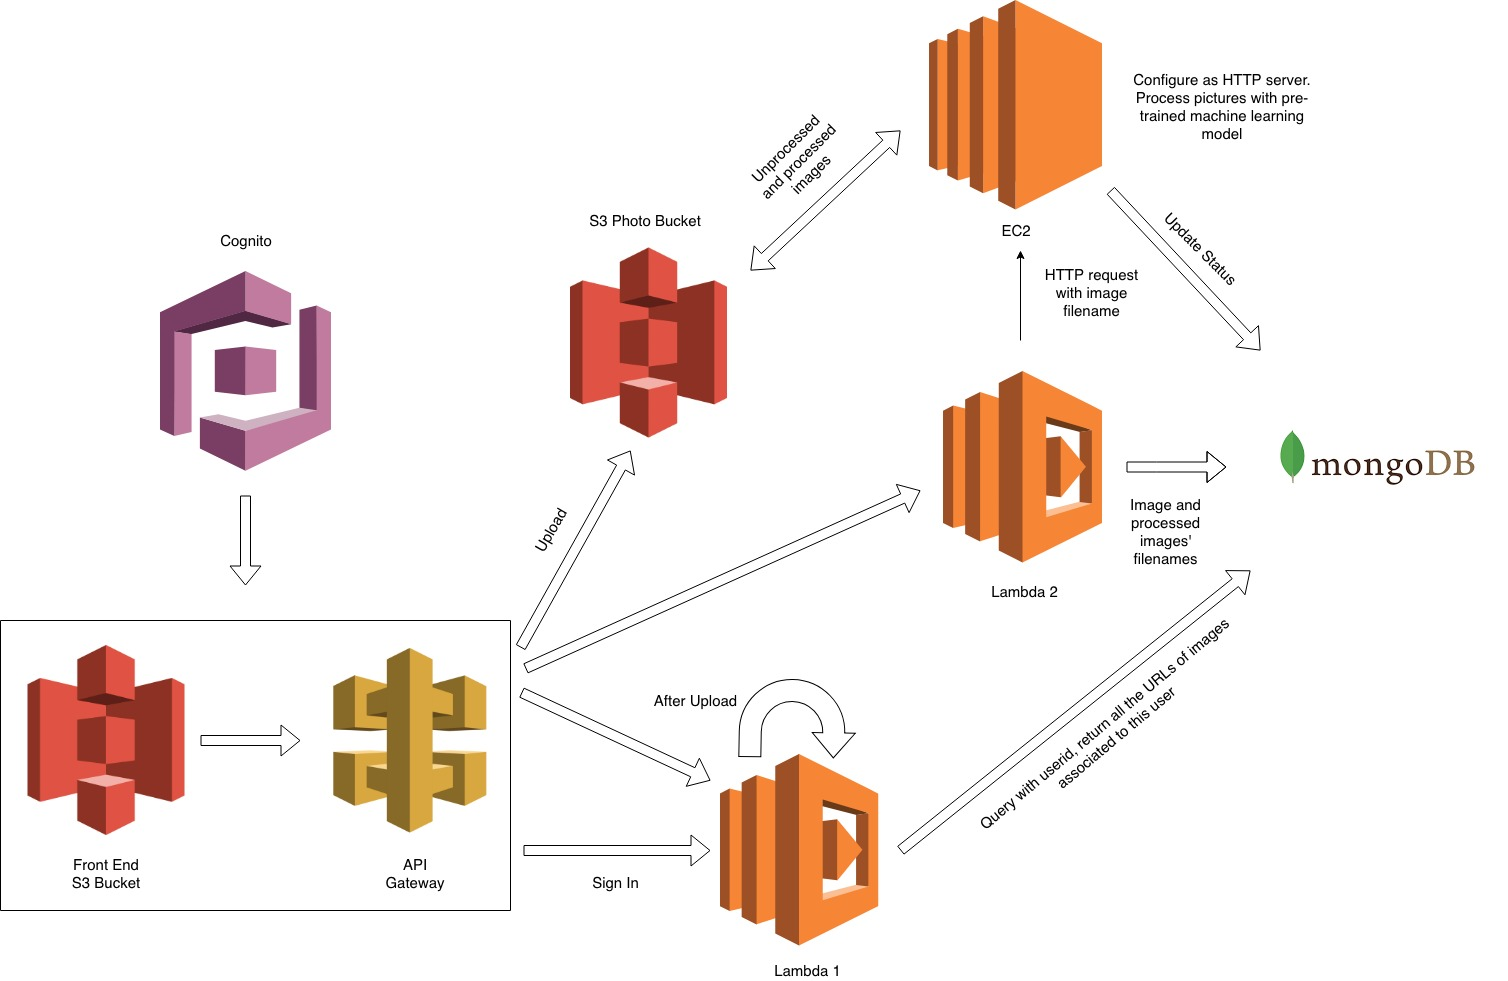 Configure as HTTP server.
Process pictures with pre-
trained machine learning
model
Unprocessed
and processed
images
S3 Photo Bucket
EC2
Update Status
Cognito
HTTP request
with image
filename
mongoDB
Upload
Image and
processed
images'
filenames
Lambda 2
After Upload
Query with userid, return all the URLs of images
associated to this user
Front End
S3 Bucket
API
Gateway
Sign In
Lambda 1